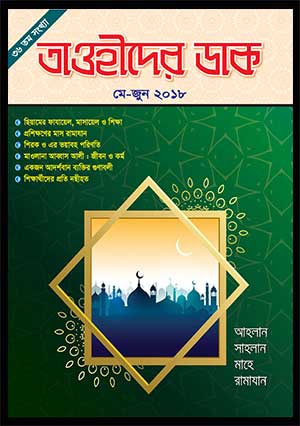 ৩৬ তম সংখ্যা
তাওহীদের ডাক
মে-জুন ২০১৮
ছিয়ামের ফাযায়েল, মাসায়েল ও শিক্ষা
প্রশিক্ষণের মাস রামাযান
শিরক ও এর ভয়াবহ পরিণতি
মাওলানা আব্বাস আলী : জীবন ও কর্ম
একজন আদর্শবান ব্যক্তির গুণাবলী
শিক্ষার্থীদের প্রতি নছীহত
আহলান
সাহলান
মাহে
রামাযান